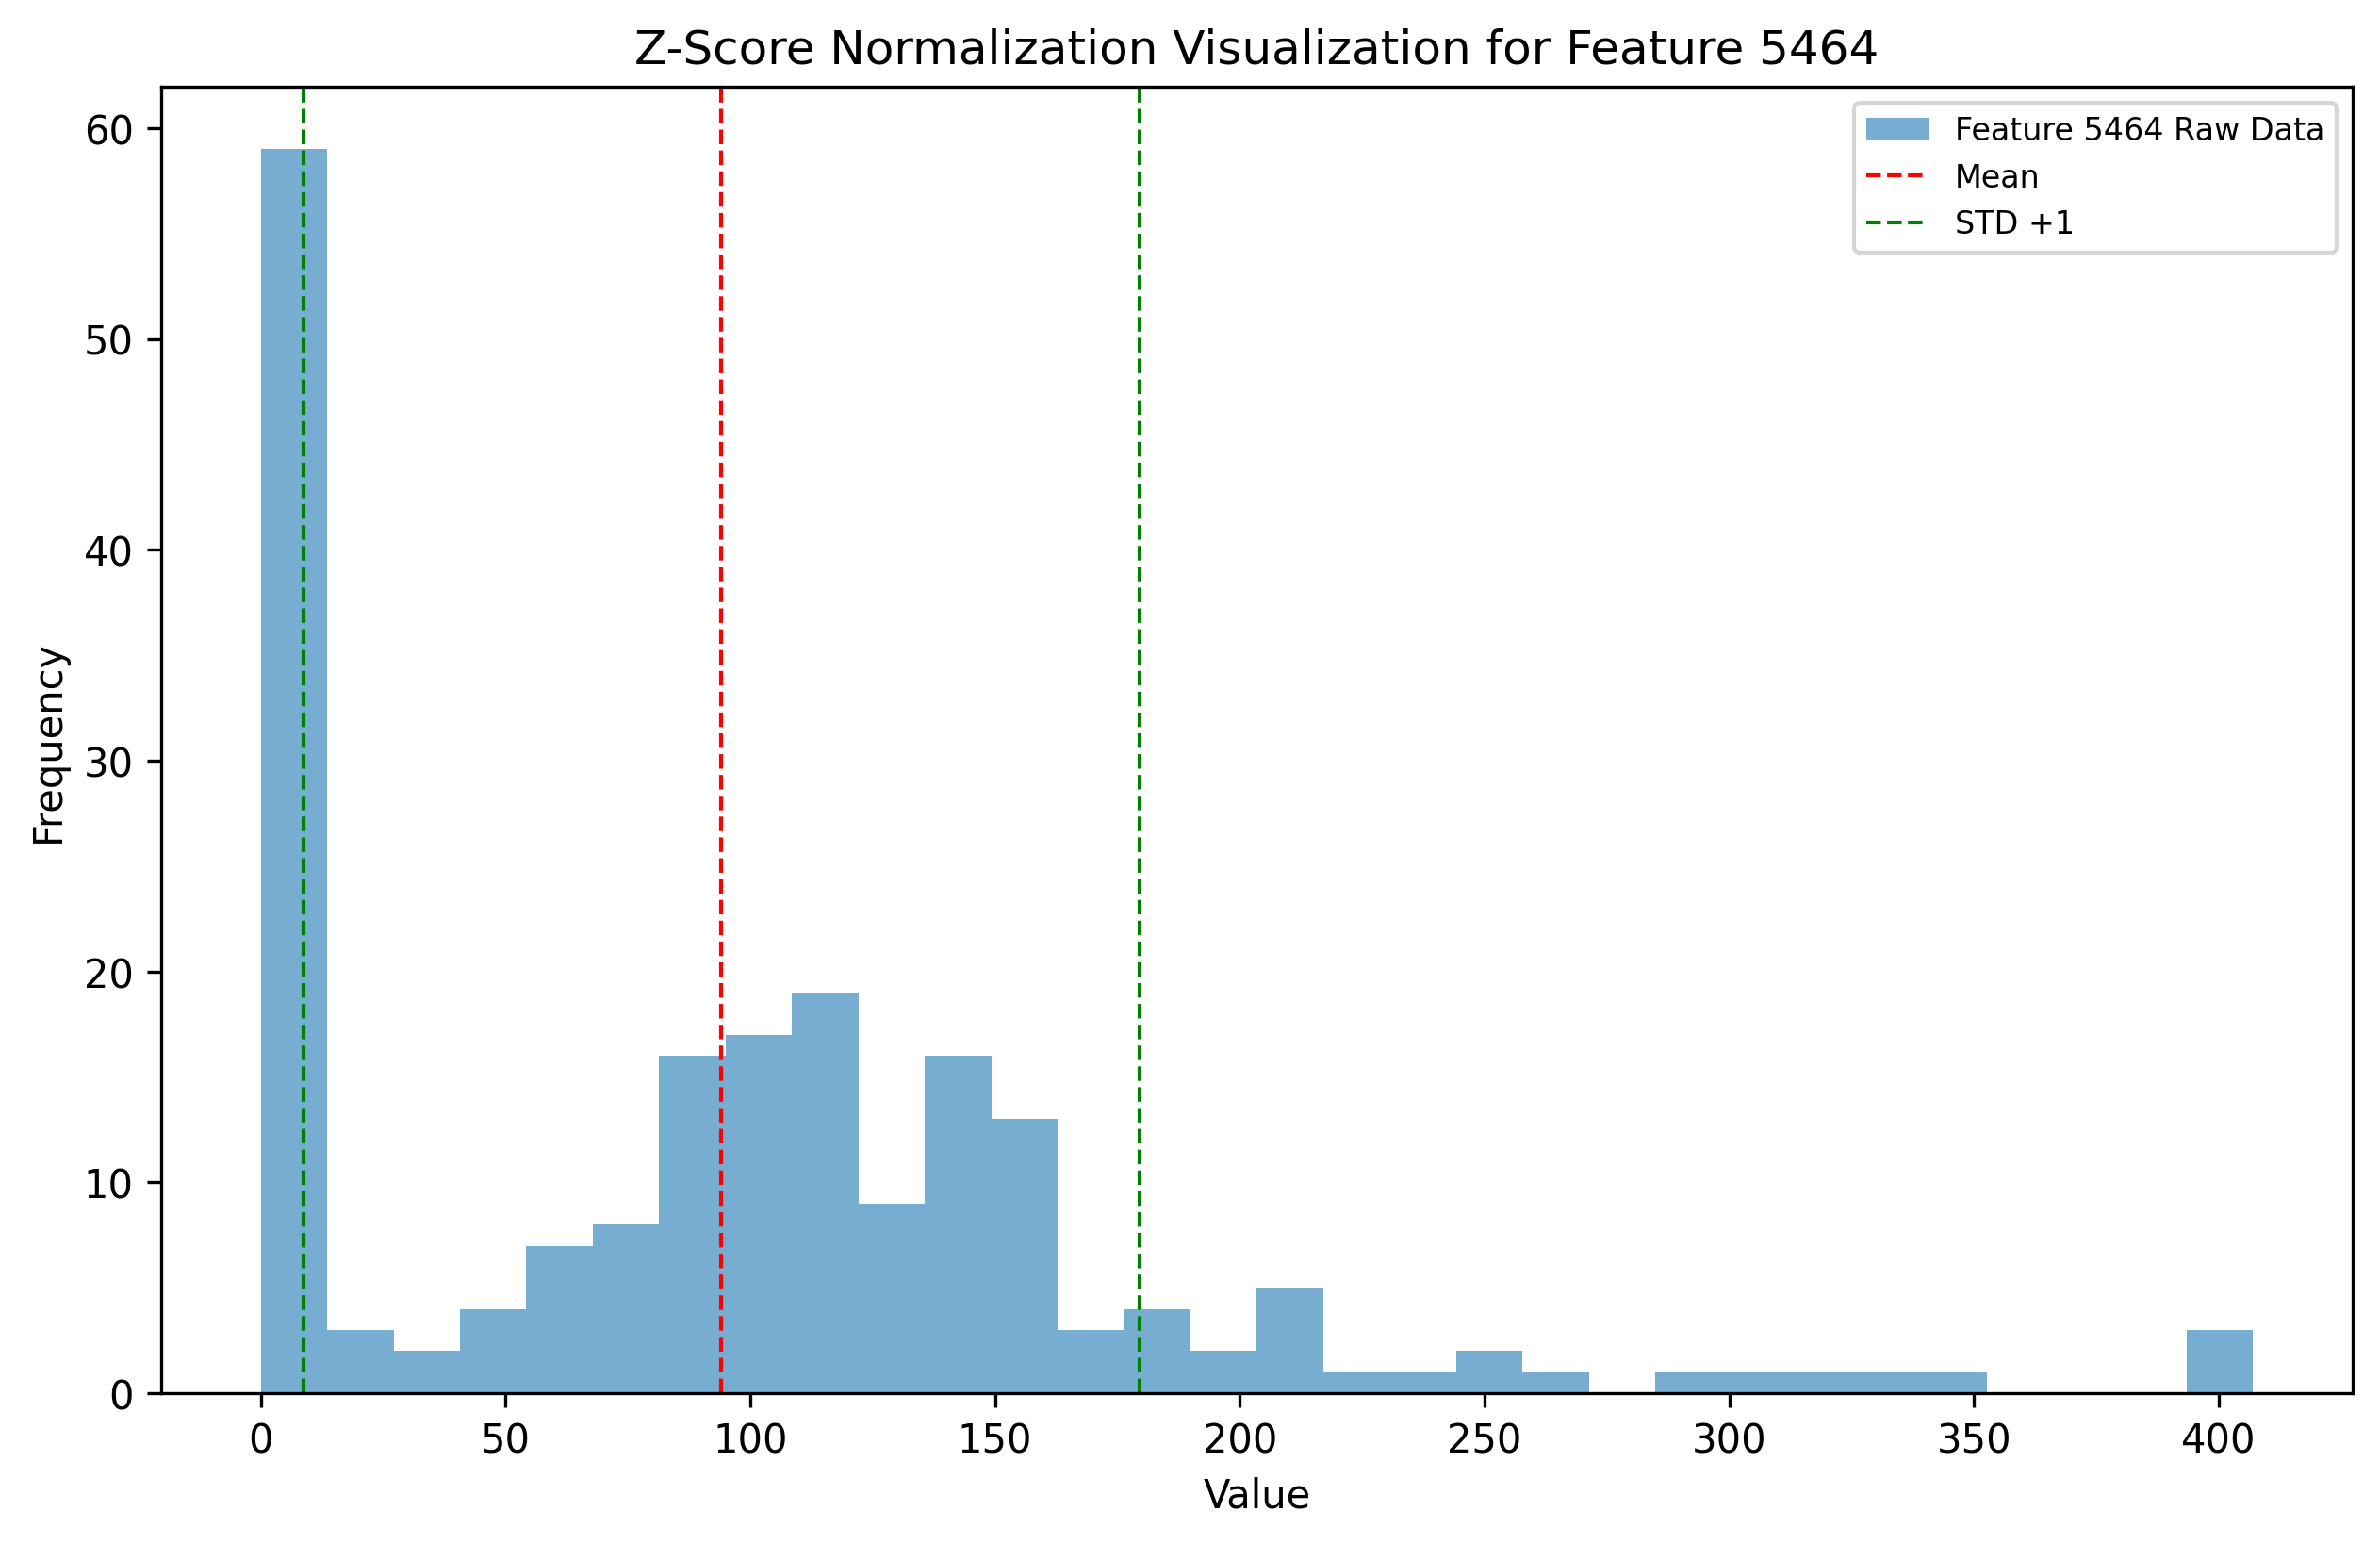 Z-Score Normalization Visualization for Feature 5464
Feature 5464 Raw Data
Mean
STD +1
Frequency
60
50
40
30
20
10
0
0 50 100 150 200 250 300 350 400
Value